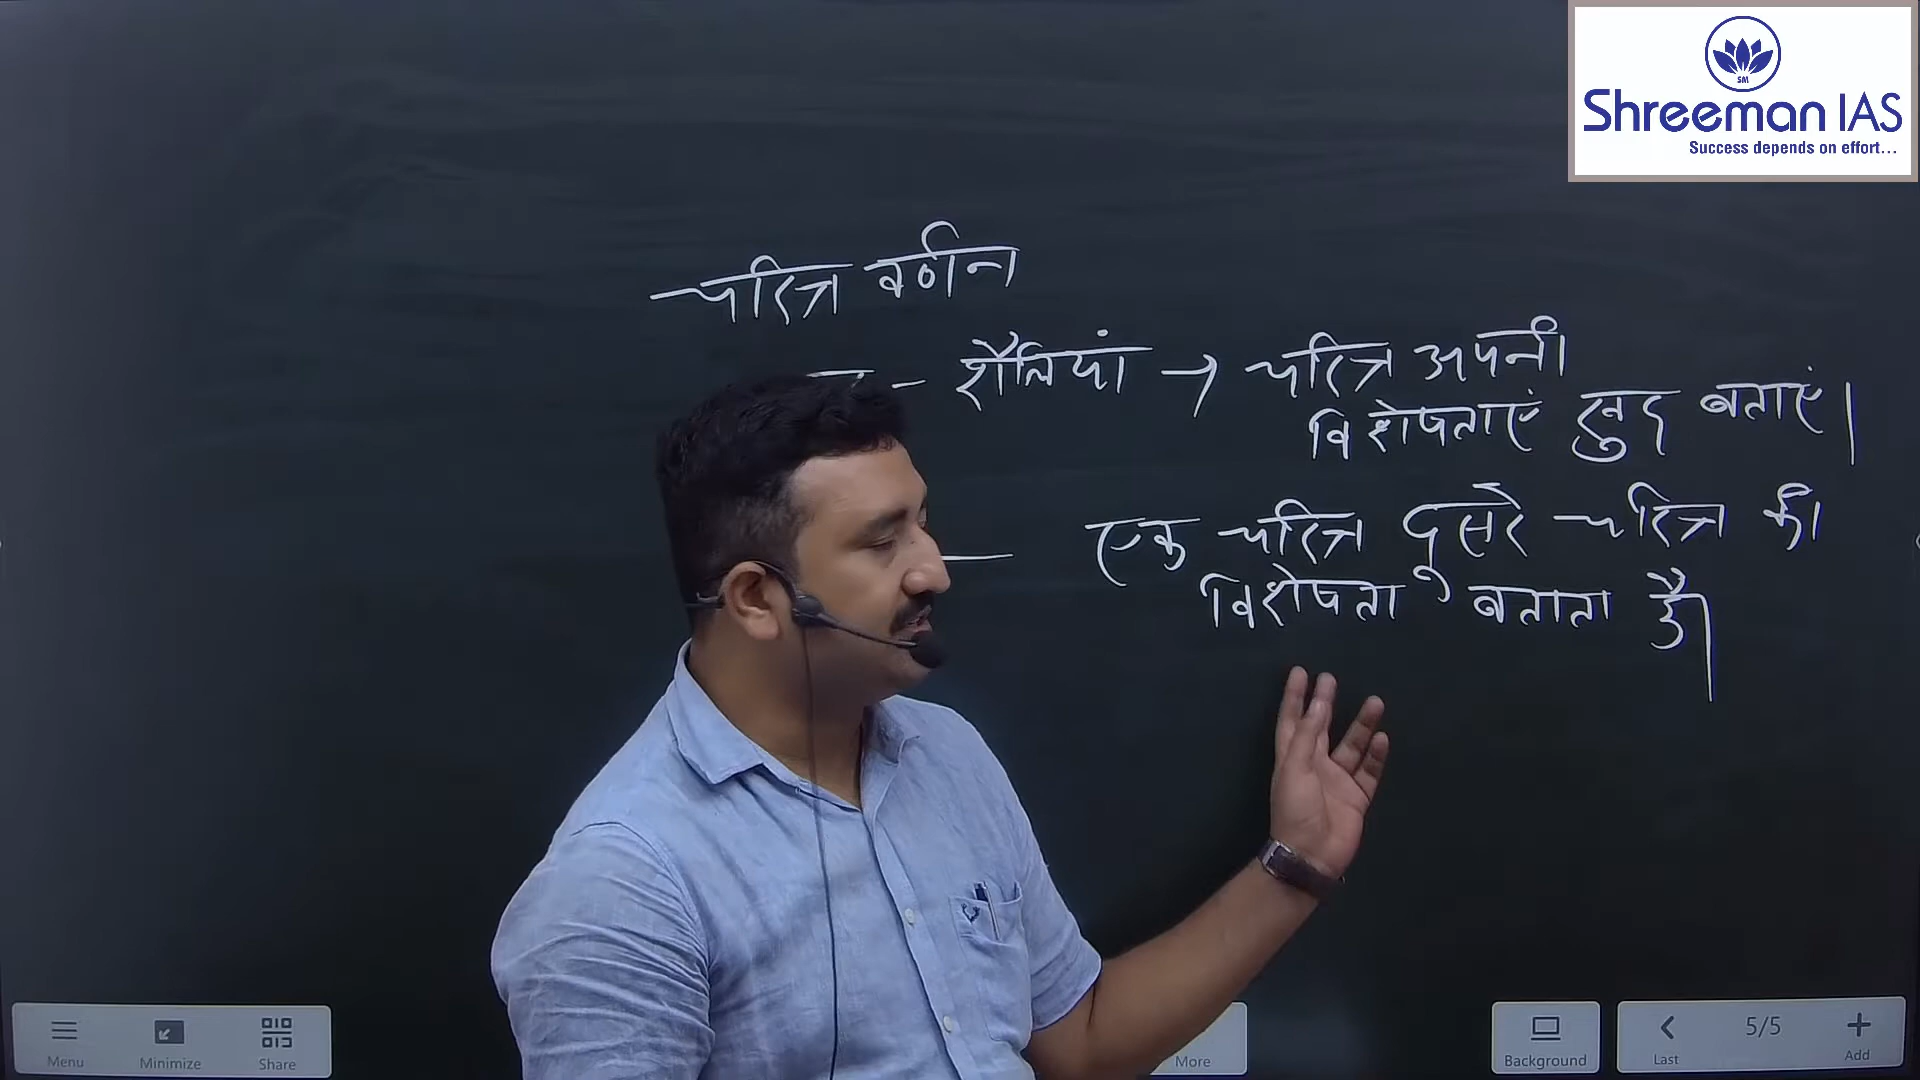 SM
Shreeman IAS
Success depends on effort...
चरित्र वर्णन
- शैलियां → चरित्र अपनी
विशेषताएं खुद बताएं।
— एक चरित्र दूसरे चरित्र की
विशेषता बताता है।
Menu
Minimize
Share
More
Background
Last
5/5
Add